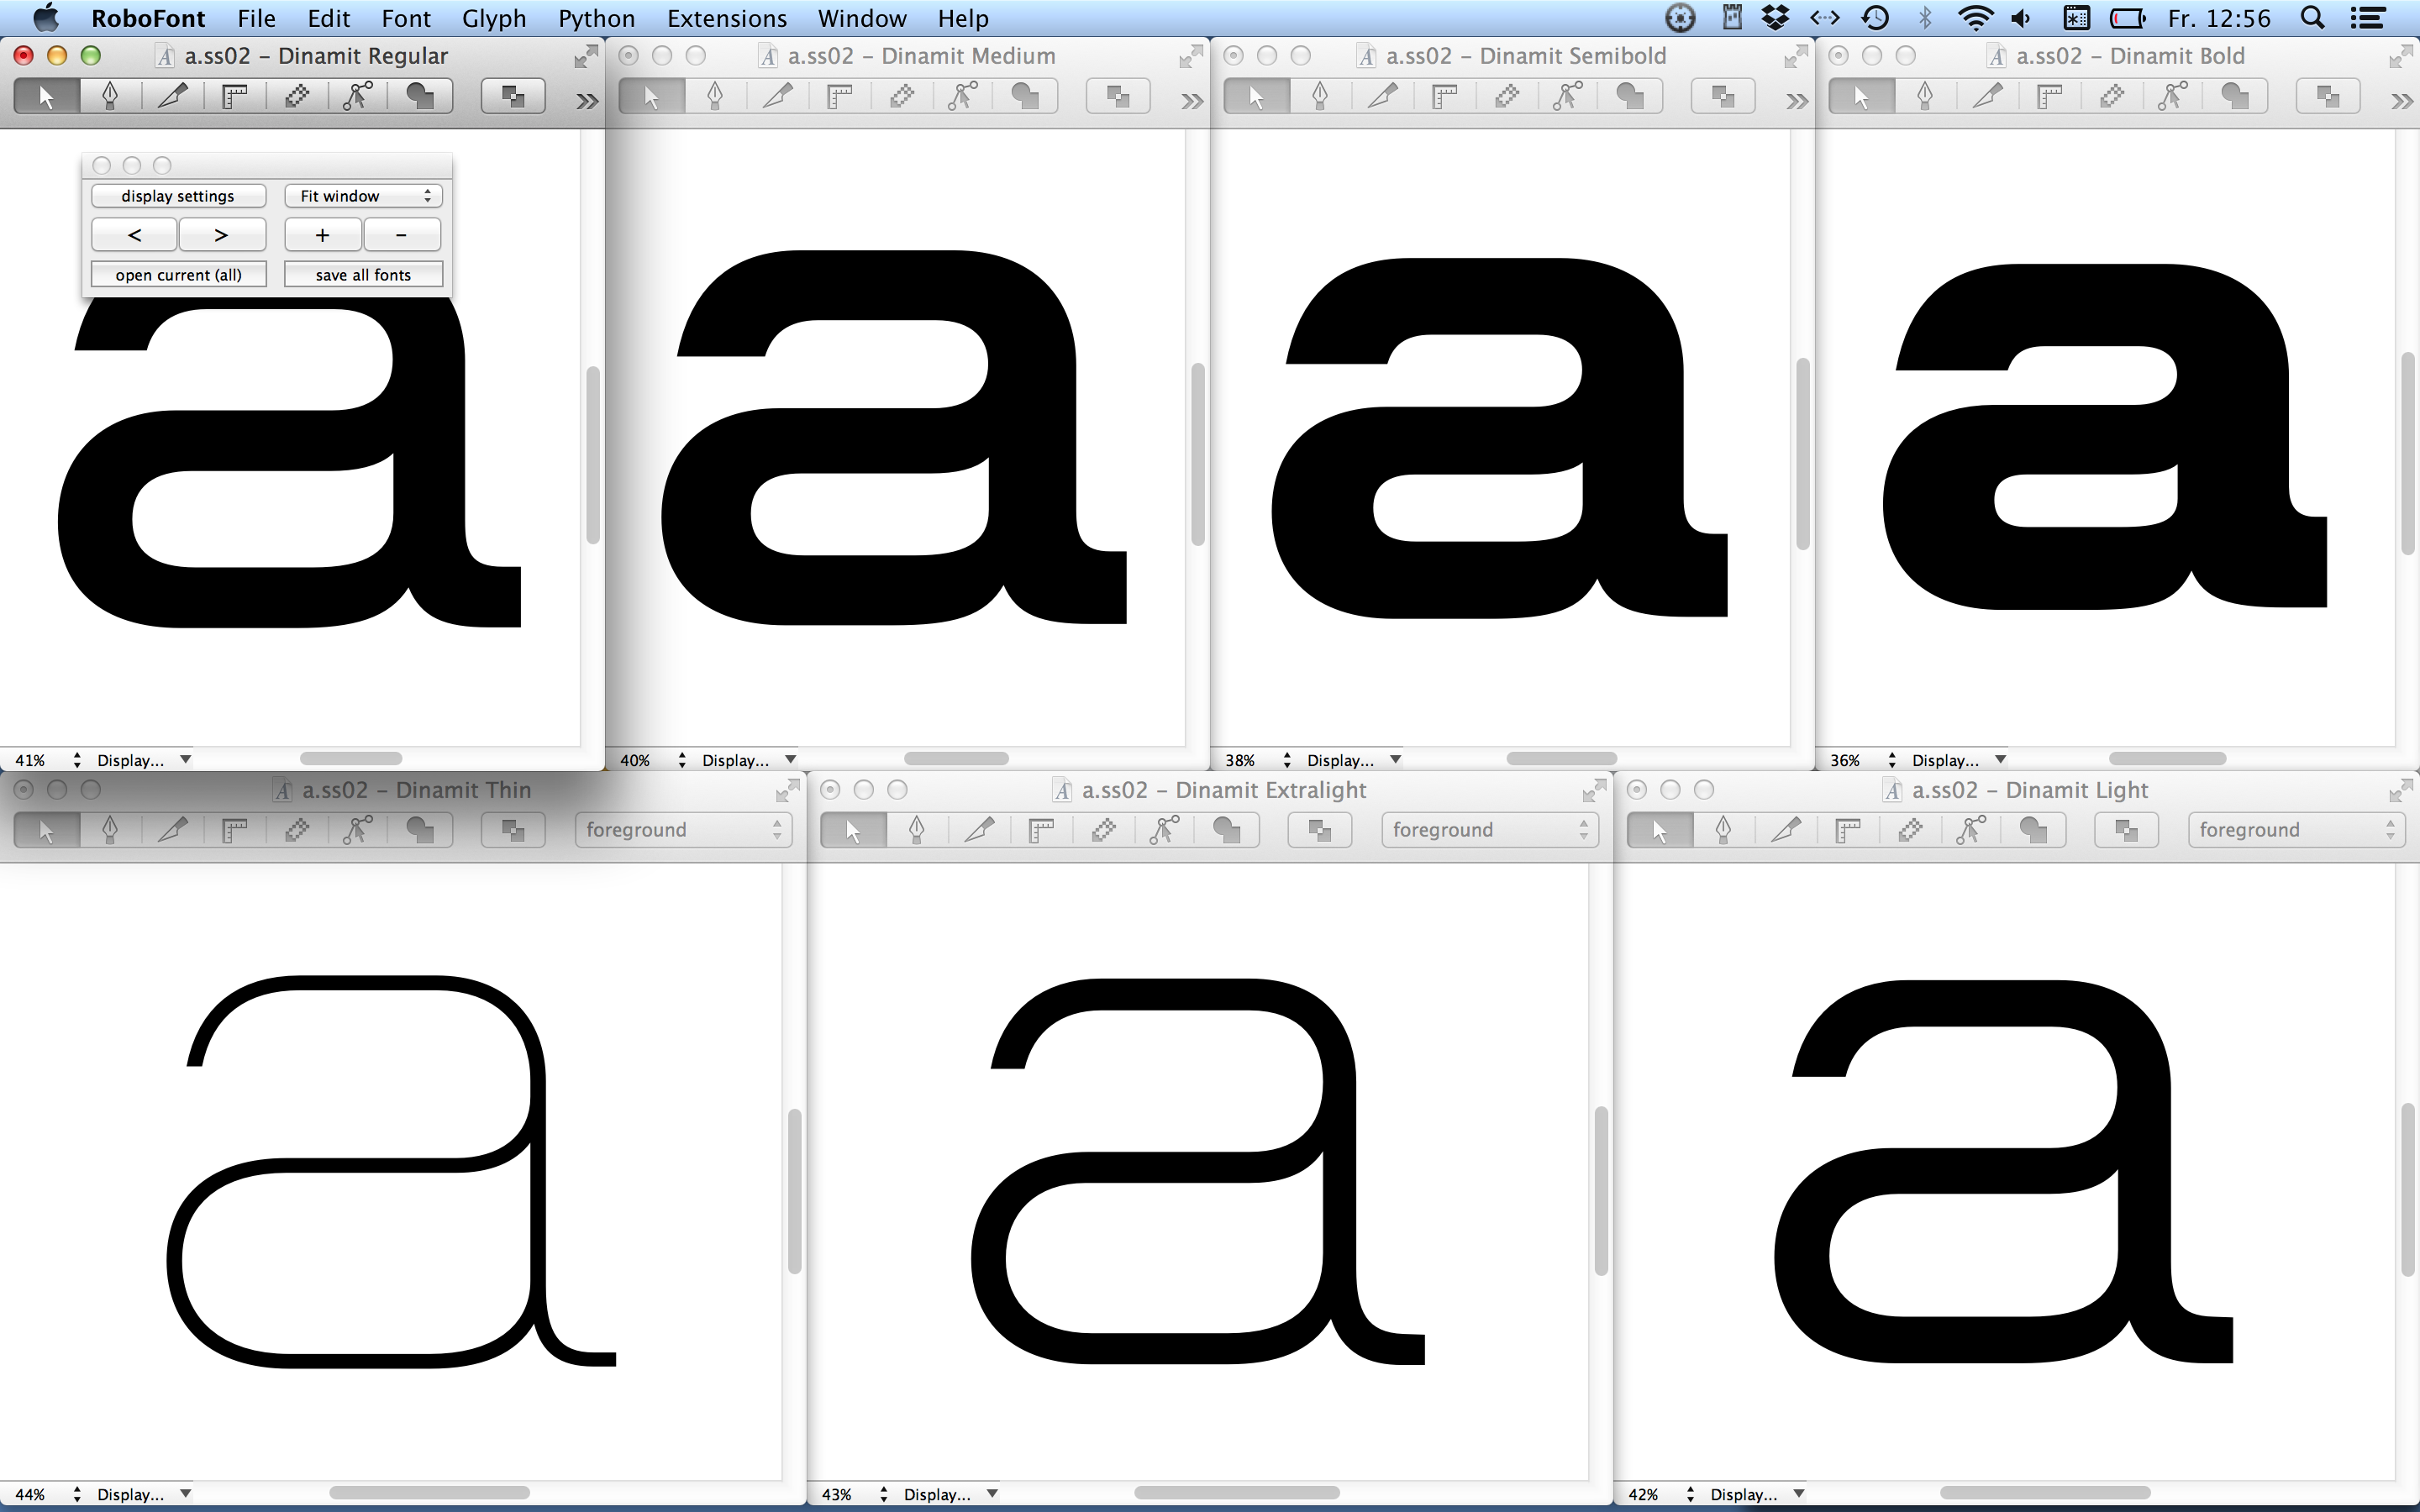 RoboFont File Edit Font Glyph Python Extensions Window Help Fr. 12:56
a.ss02 – Dinamit Regular
a.ss02 – Dinamit Medium
a.ss02 – Dinamit Semibold
a.ss02 – Dinamit Bold
display settings Fit window
< > + -
open current (all) save all fonts
a
a
a
a
41% Display...
40% Display...
38% Display...
36% Display...
a.ss02 – Dinamit Thin
a.ss02 – Dinamit Extralight
a.ss02 – Dinamit Light
foreground
foreground
foreground
a
a
a
44% Display...
43% Display...
42% Display...